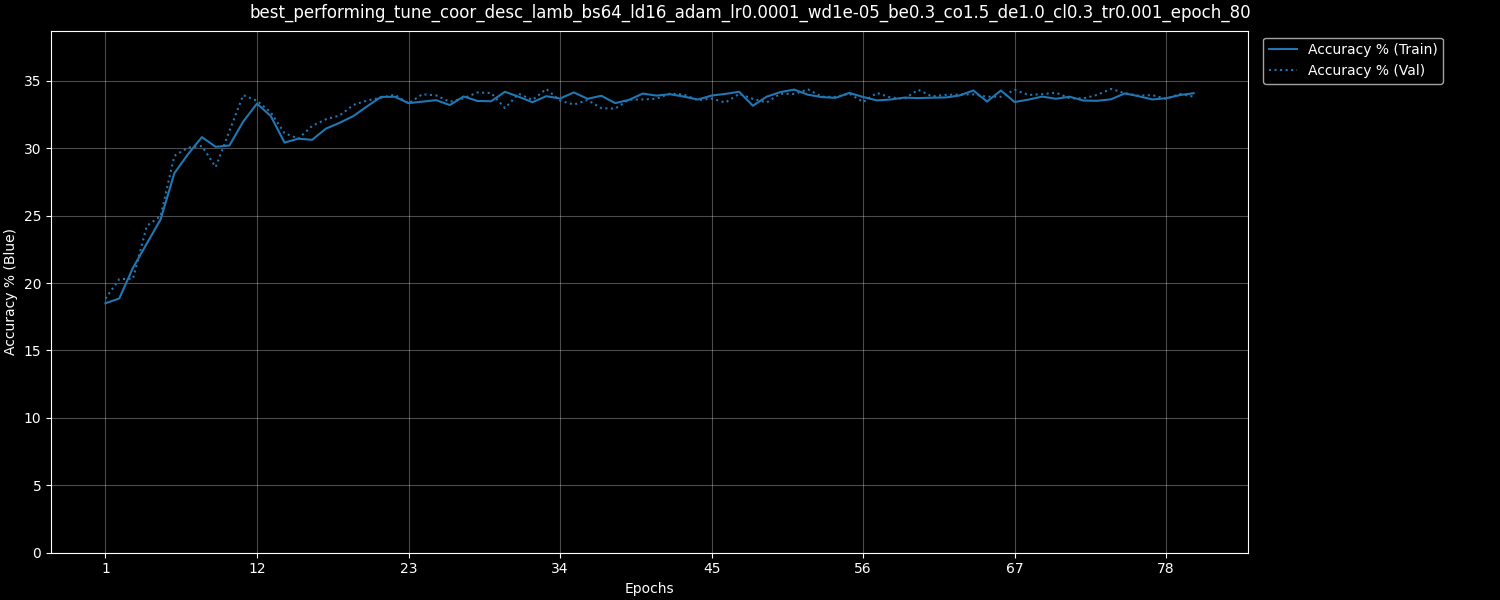 best_performing_tune_coor_desc_lamb_bs64_ld16_adam_lr0.0001_wd1e-05_be0.3_co1.5_de1.0_cl0.3_tr0.001_epoch_80
Accuracy % (Train)
Accuracy % (Val)
35
30
25
20
15
10
5
0
Accuracy % (Blue)
1 12 23 34 45 56 67 78
Epochs